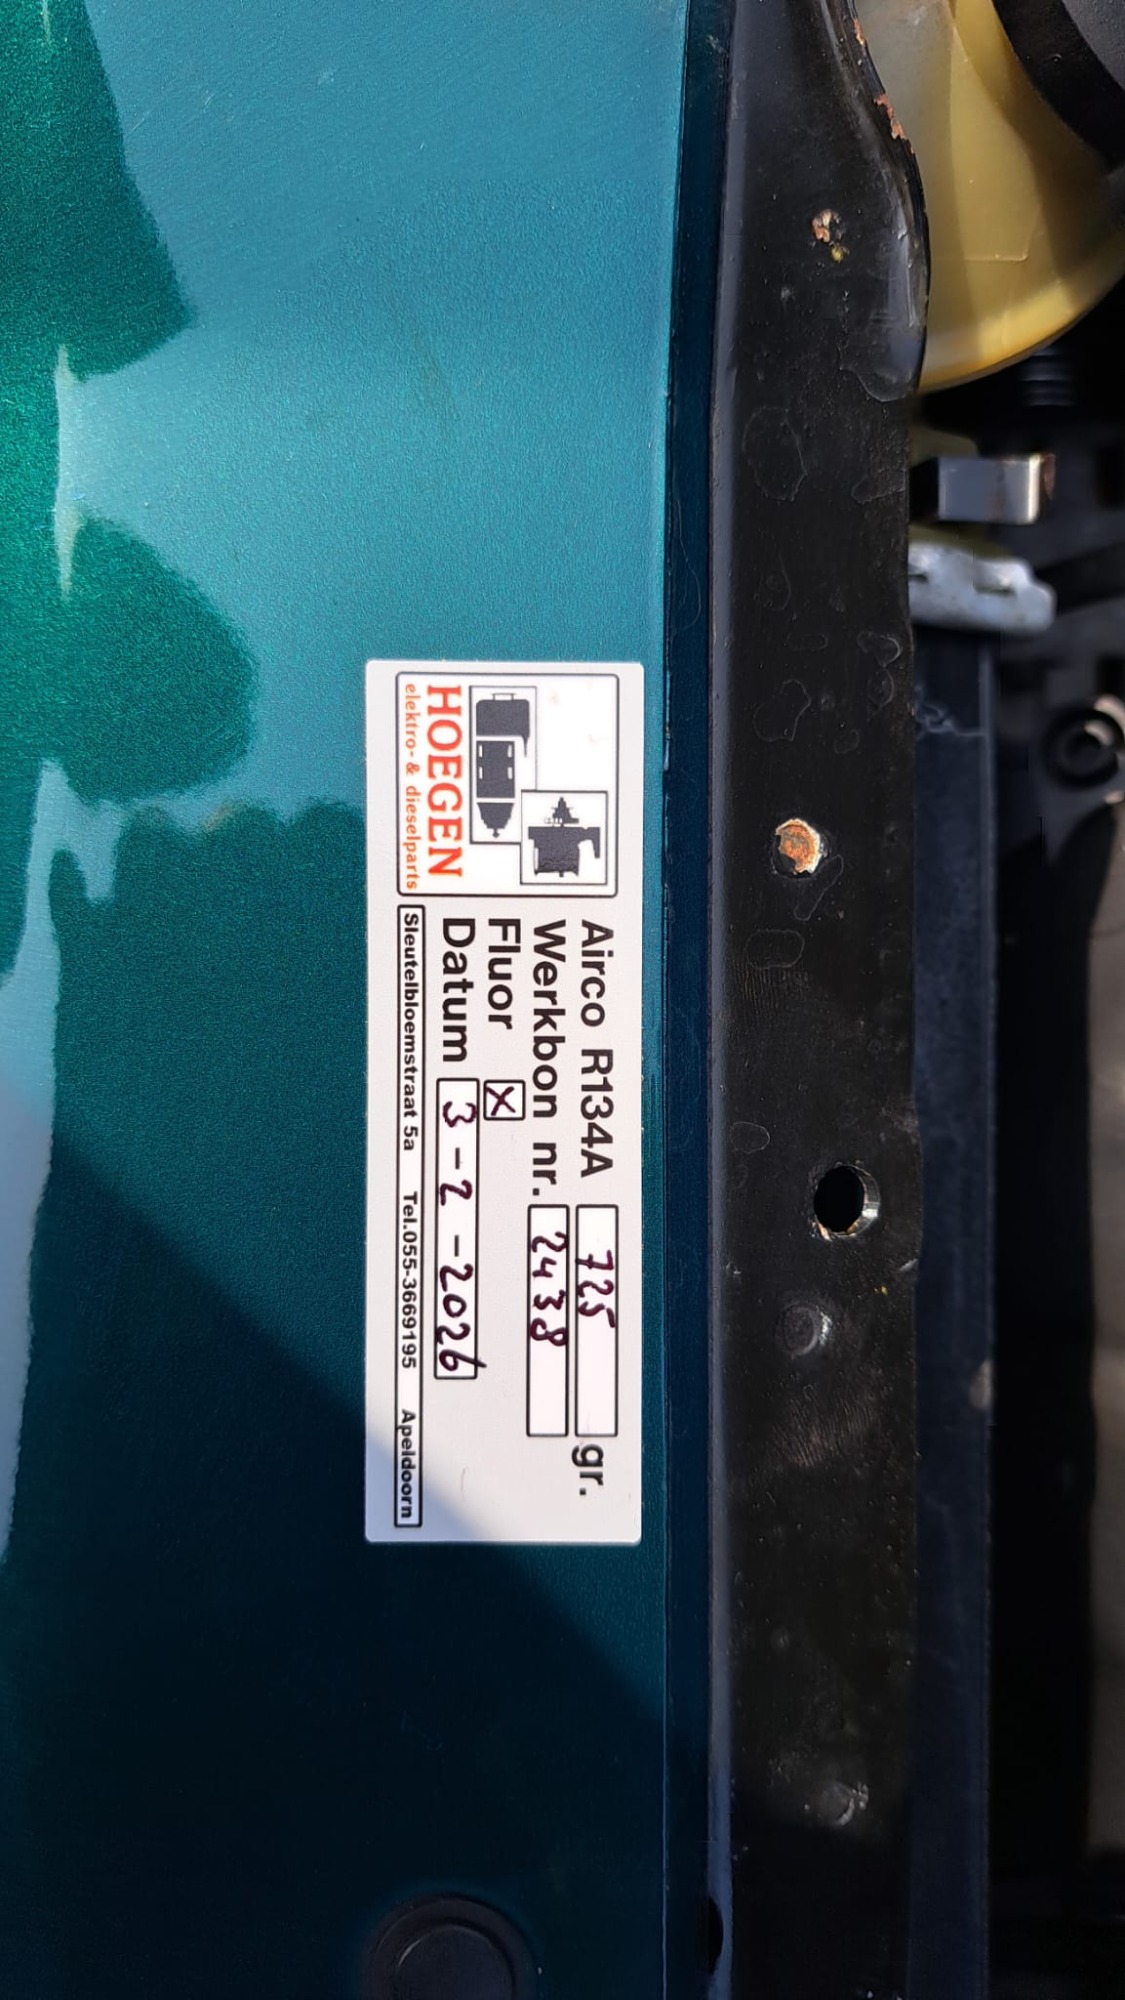 HOEGEN
elektro- & dieselparts
Airco R134A 725 gr.
Werkbon nr. 2438
Fluor X
Datum 3-2-2026
Sleutelbloemstraat 5a Tel.055-3669195 Apeldoorn